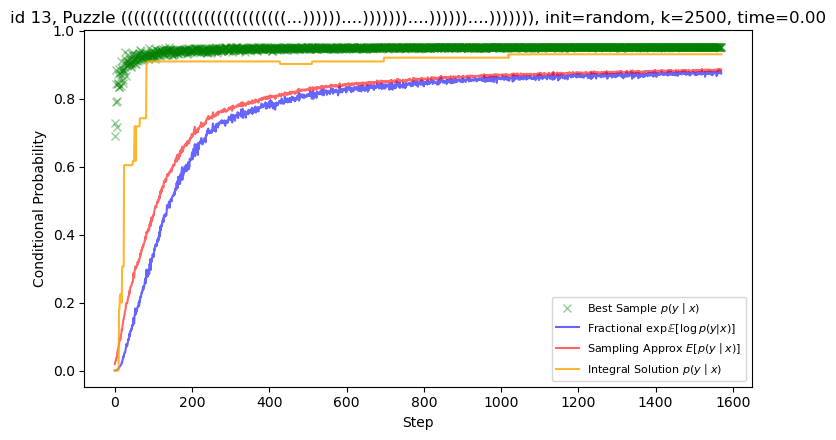 id 13, Puzzle ((((((((((((((((((((((((((...))))))....)))))))....))))))....))))))), init=random, k=2500, time=0.00
1.0
0.8
0.6
0.4
0.2
0.0
Conditional Probability
0
200
400
600
800
1000
1200
1400
1600
Step
Best Sample p(y | x)
Fractional exp𝔼[log p(y|x)]
Sampling Approx E[p(y | x)]
Integral Solution p(y | x)